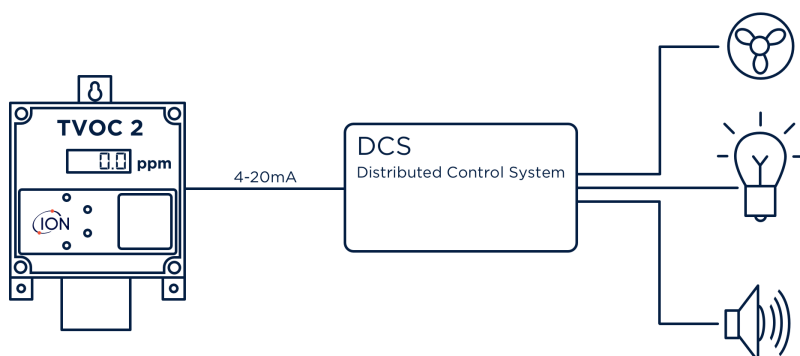 TVOC 2
0.0 ppm
ION
4-20mA
DCS
Distributed Control System